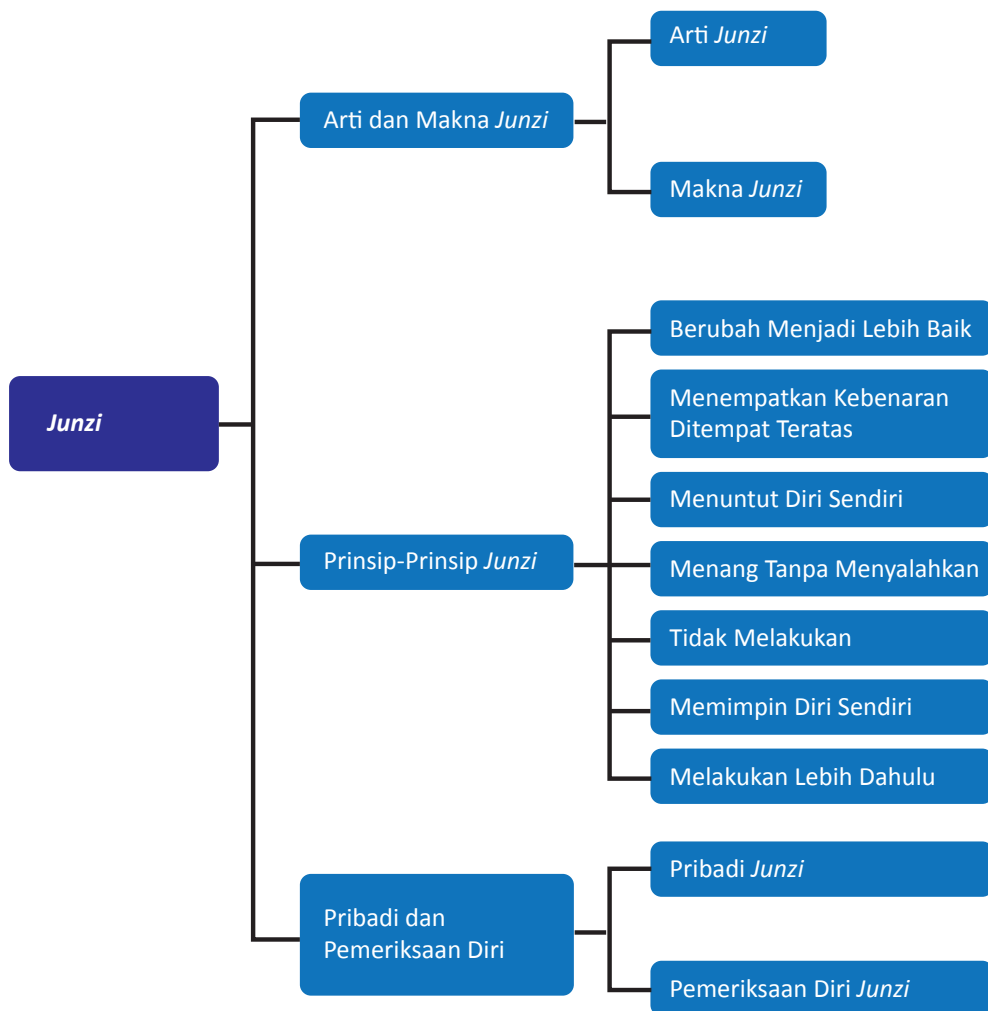 Junzi
Arti dan Makna Junzi
Arti Junzi
Makna Junzi
Prinsip-Prinsip Junzi
Berubah Menjadi Lebih Baik
Menempatkan Kebenaran
Ditempat Teratas
Menuntut Diri Sendiri
Menang Tanpa Menyalahkan
Tidak Melakukan
Memimpin Diri Sendiri
Melakukan Lebih Dahulu
Pribadi dan
Pemeriksaan Diri
Pribadi Junzi
Pemeriksaan Diri Junzi